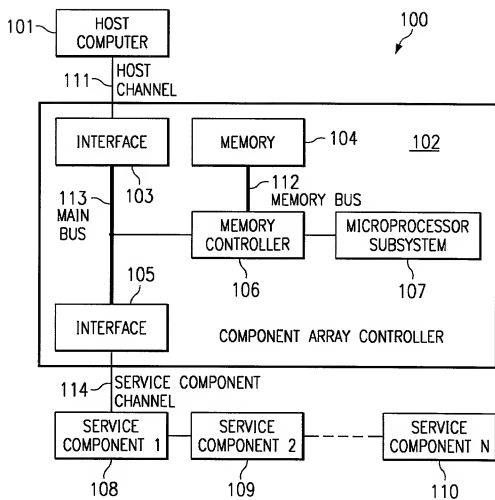 101
HOST
COMPUTER
100
111
HOST
CHANNEL
INTERFACE
MEMORY
102
103
104
113
MAIN
BUS
112
MEMORY BUS
MEMORY
CONTROLLER
MICROPROCESSOR
SUBSYSTEM
105
106
107
INTERFACE
COMPONENT ARRAY CONTROLLER
114
SERVICE COMPONENT
CHANNEL
SERVICE
COMPONENT 1
SERVICE
COMPONENT 2
SERVICE
COMPONENT N
108
109
110